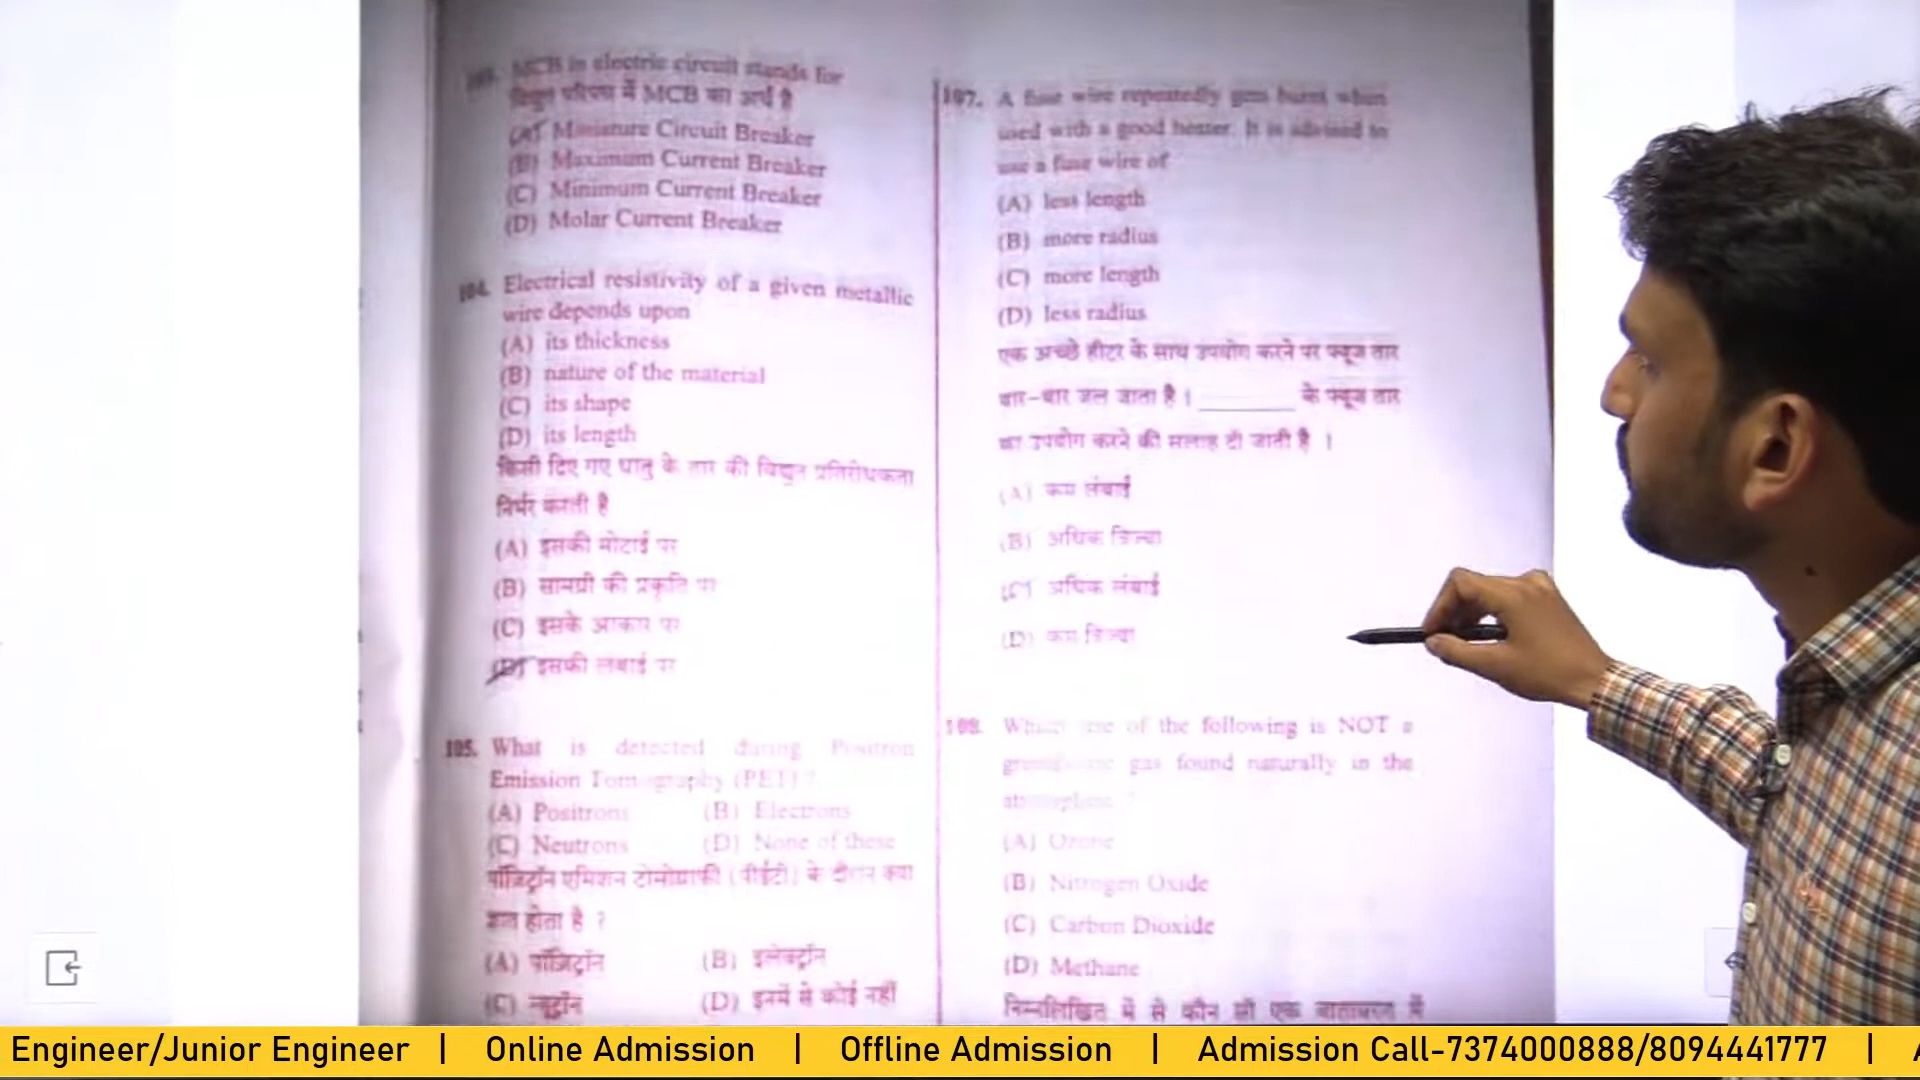 103. MCB in electric circuit stands for
विद्युत परिपथ में MCB का अर्थ है
(A) Miniature Circuit Breaker
(B) Maximum Current Breaker
(C) Minimum Current Breaker
(D) Molar Current Breaker
104. Electrical resistivity of a given metallic
wire depends upon
(A) its thickness
(B) nature of the material
(C) its shape
(D) its length
किसी दिए गए धातु के तार की विद्युत प्रतिरोधकता
निर्भर करती है
(A) इसकी मोटाई पर
(B) सामग्री की प्रकृति पर
(C) इसके आकार पर
(D) इसकी लंबाई पर
105. What is detected during Positron
Emission Tomography (PET) ?
(A) Positrons (B) Electrons
(C) Neutrons (D) None of these
पॉजिट्रॉन एमिशन टोमोग्राफी (पीईटी) के दौरान क्या
ज्ञात होता है ?
(A) पॉजिट्रॉन (B) इलेक्ट्रॉन
(C) न्यूट्रॉन (D) इनमें से कोई नहीं
107. A fuse wire repeatedly gets burnt when
used with a good heater. It is advised to
use a fuse wire of
(A) less length
(B) more radius
(C) more length
(D) less radius
एक अच्छे हीटर के साथ उपयोग करने पर फ्यूज तार
बार-बार जल जाता है । ________ के फ्यूज तार
का उपयोग करने की सलाह दी जाती है ।
(A) कम लंबाई
(B) अधिक त्रिज्या
(C) अधिक लंबाई
(D) कम त्रिज्या
108. Which one of the following is NOT a
greenhouse gas found naturally in the
atmosphere ?
(A) Ozone
(B) Nitrogen Oxide
(C) Carbon Dioxide
(D) Methane
निम्नलिखित में से कौन सी एक वातावरण में
Engineer/Junior Engineer | Online Admission | Offline Admission | Admission Call-7374000888/8094441777 |